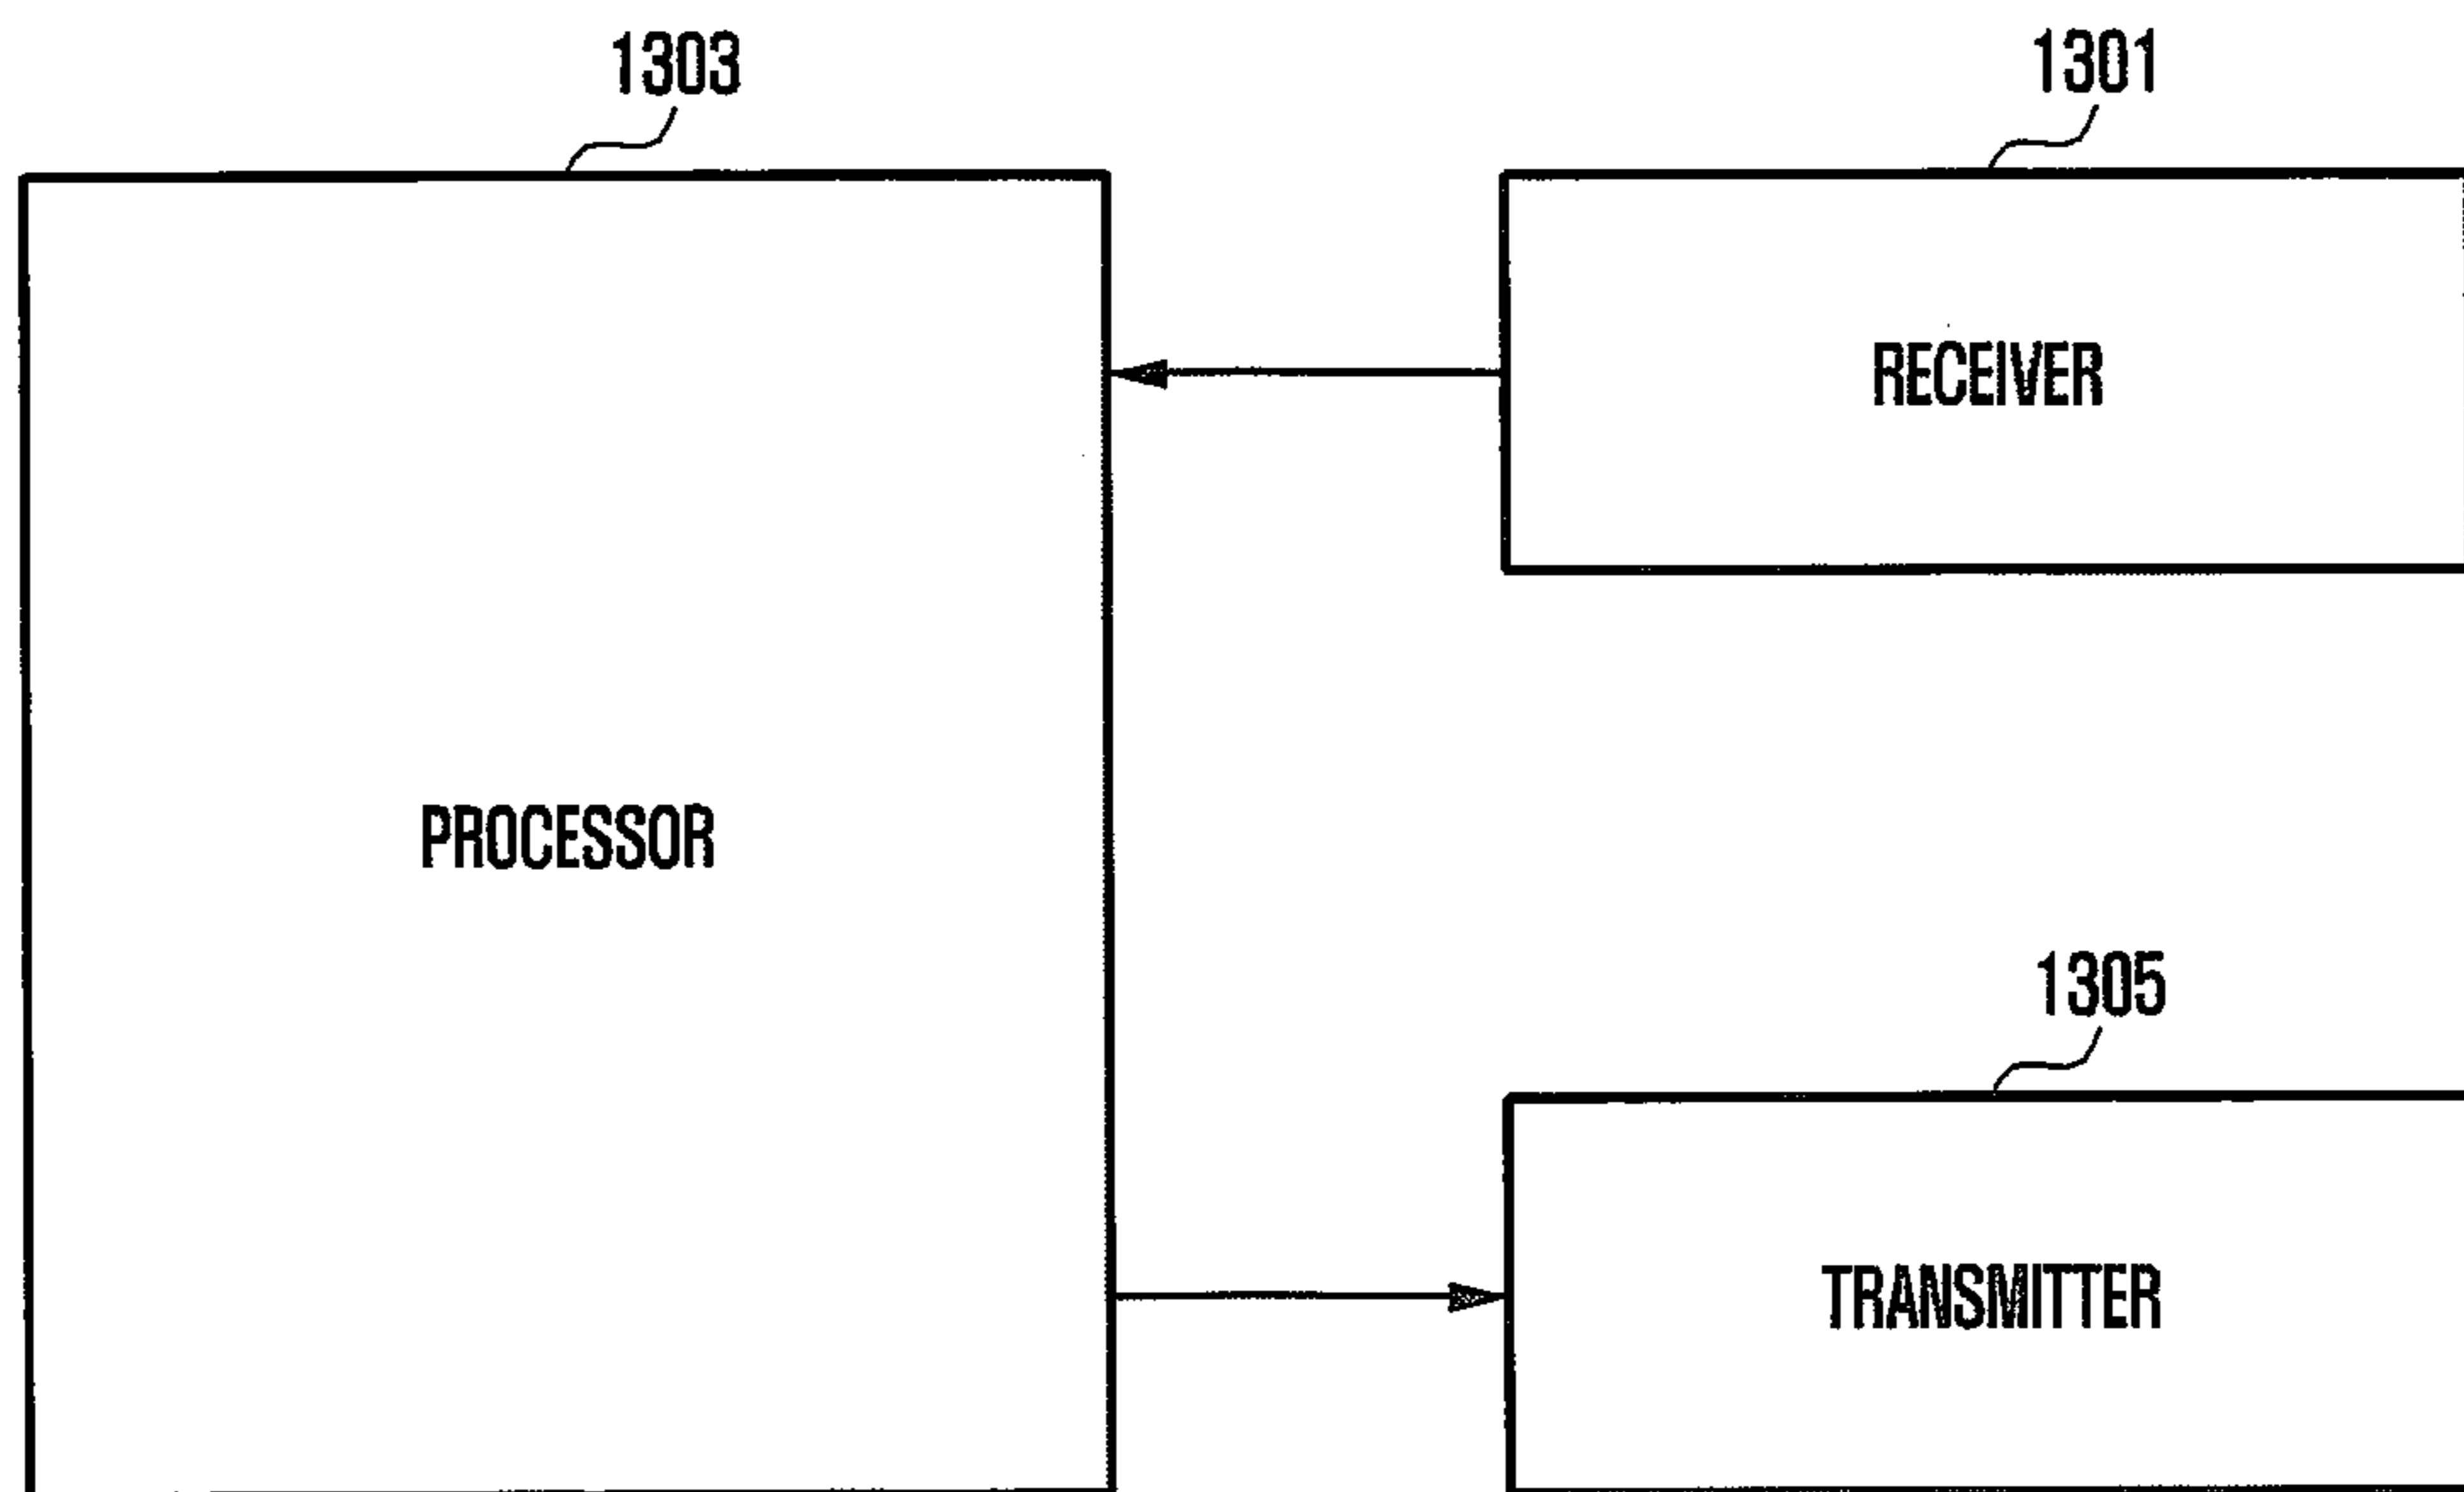 1303
1301
RECEIVER
PROCESSOR
1305
TRANSMITTER